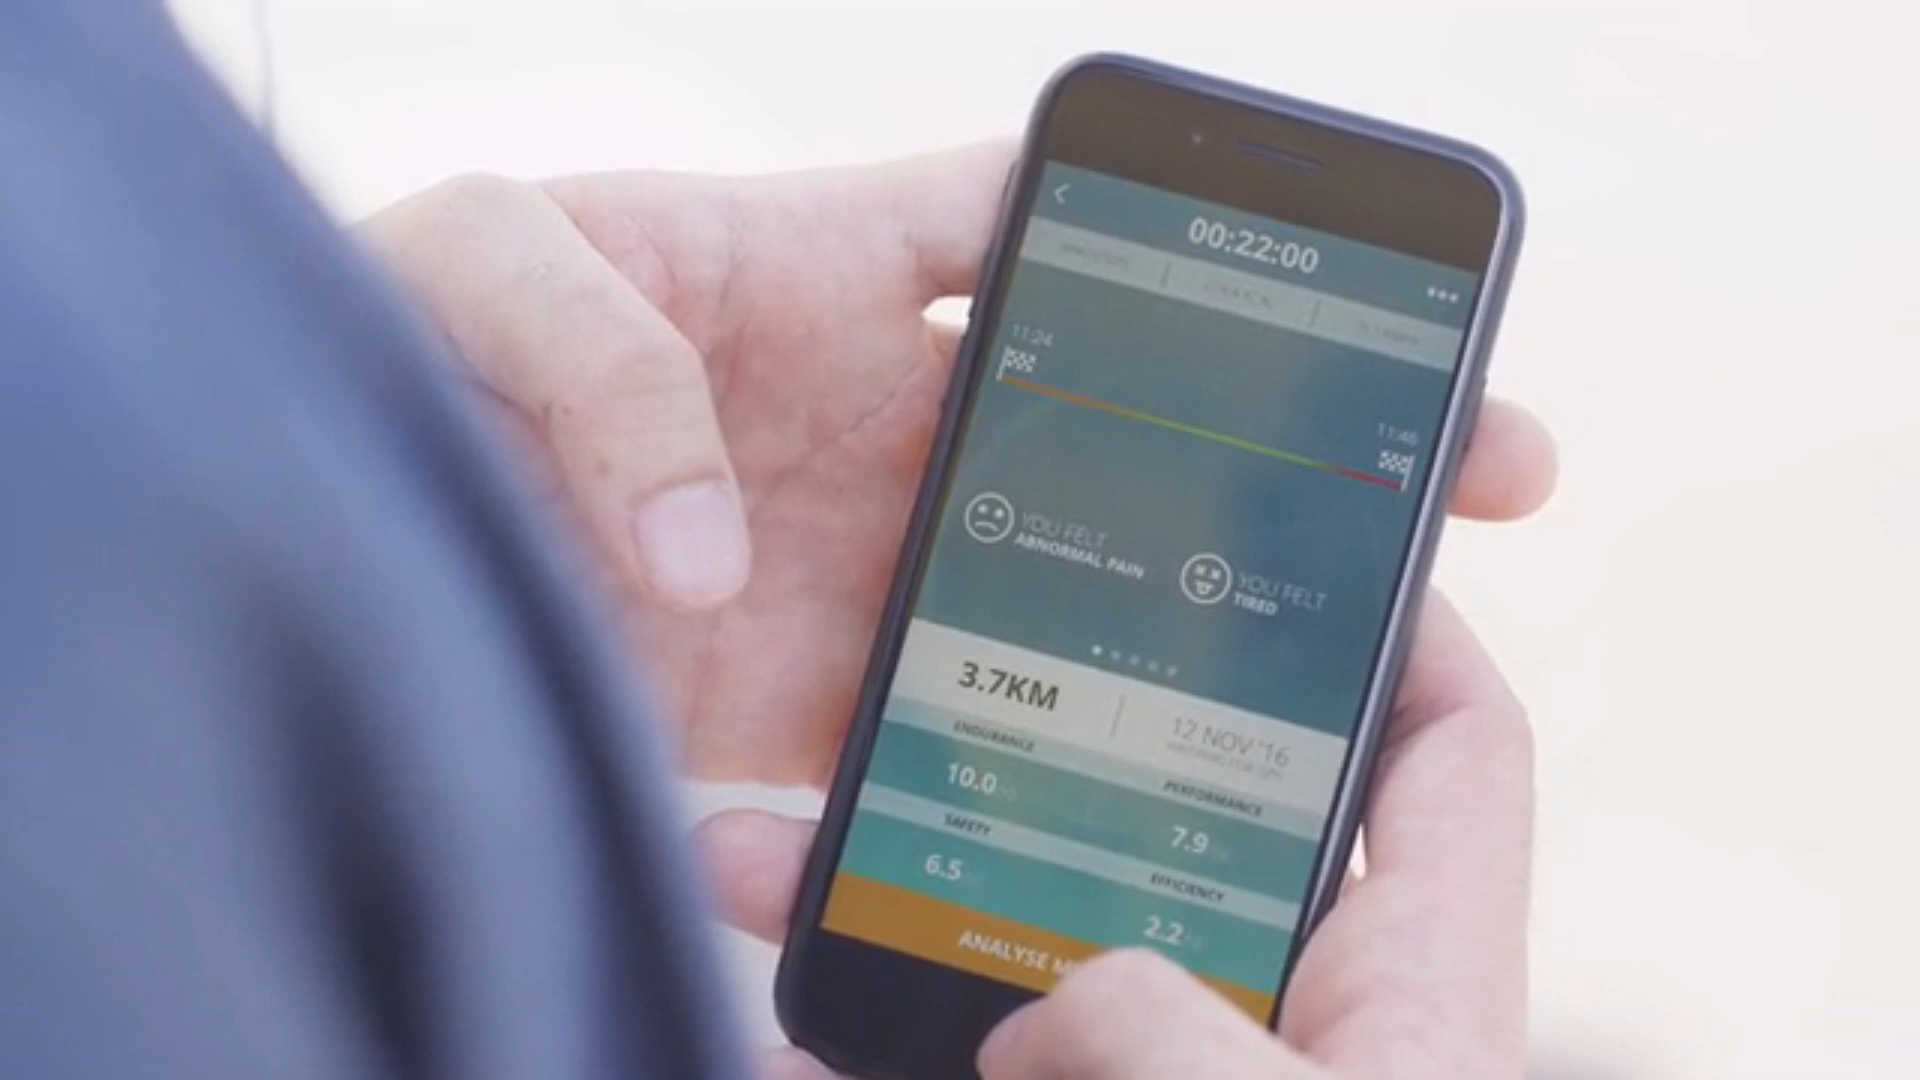 00:22:00
11:24
11:46
YOU FELT
ABNORMAL PAIN
YOU FELT
TIRED
3.7KM
12 NOV '16
ENDURANCE
10.0
PERFORMANCE
7.9
SAFETY
6.5
EFFICIENCY
2.2
ANALYSE